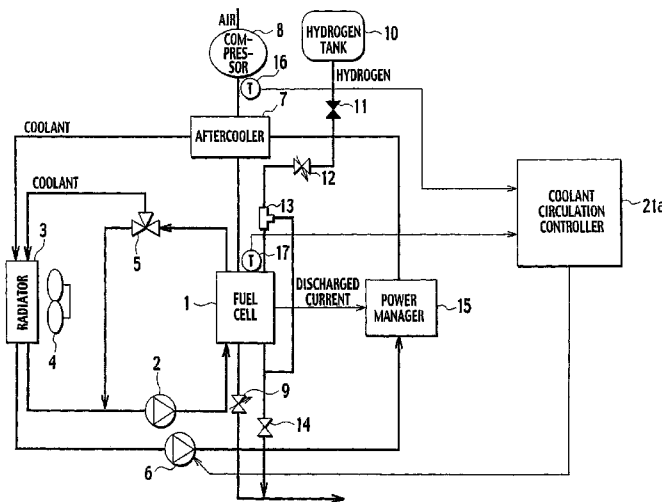 AIR
8
COM-
PRES-
SOR
HYDROGEN
TANK
10
16
T
HYDROGEN
7
11
AFTERCOOLER
COOLANT
12
COOLANT
13
COOLANT
CIRCULATION
CONTROLLER
21a
3
5
17
T
RADIATOR
4
1
FUEL
CELL
DISCHARGED
CURRENT
POWER
MANAGER
15
2
9
14
6